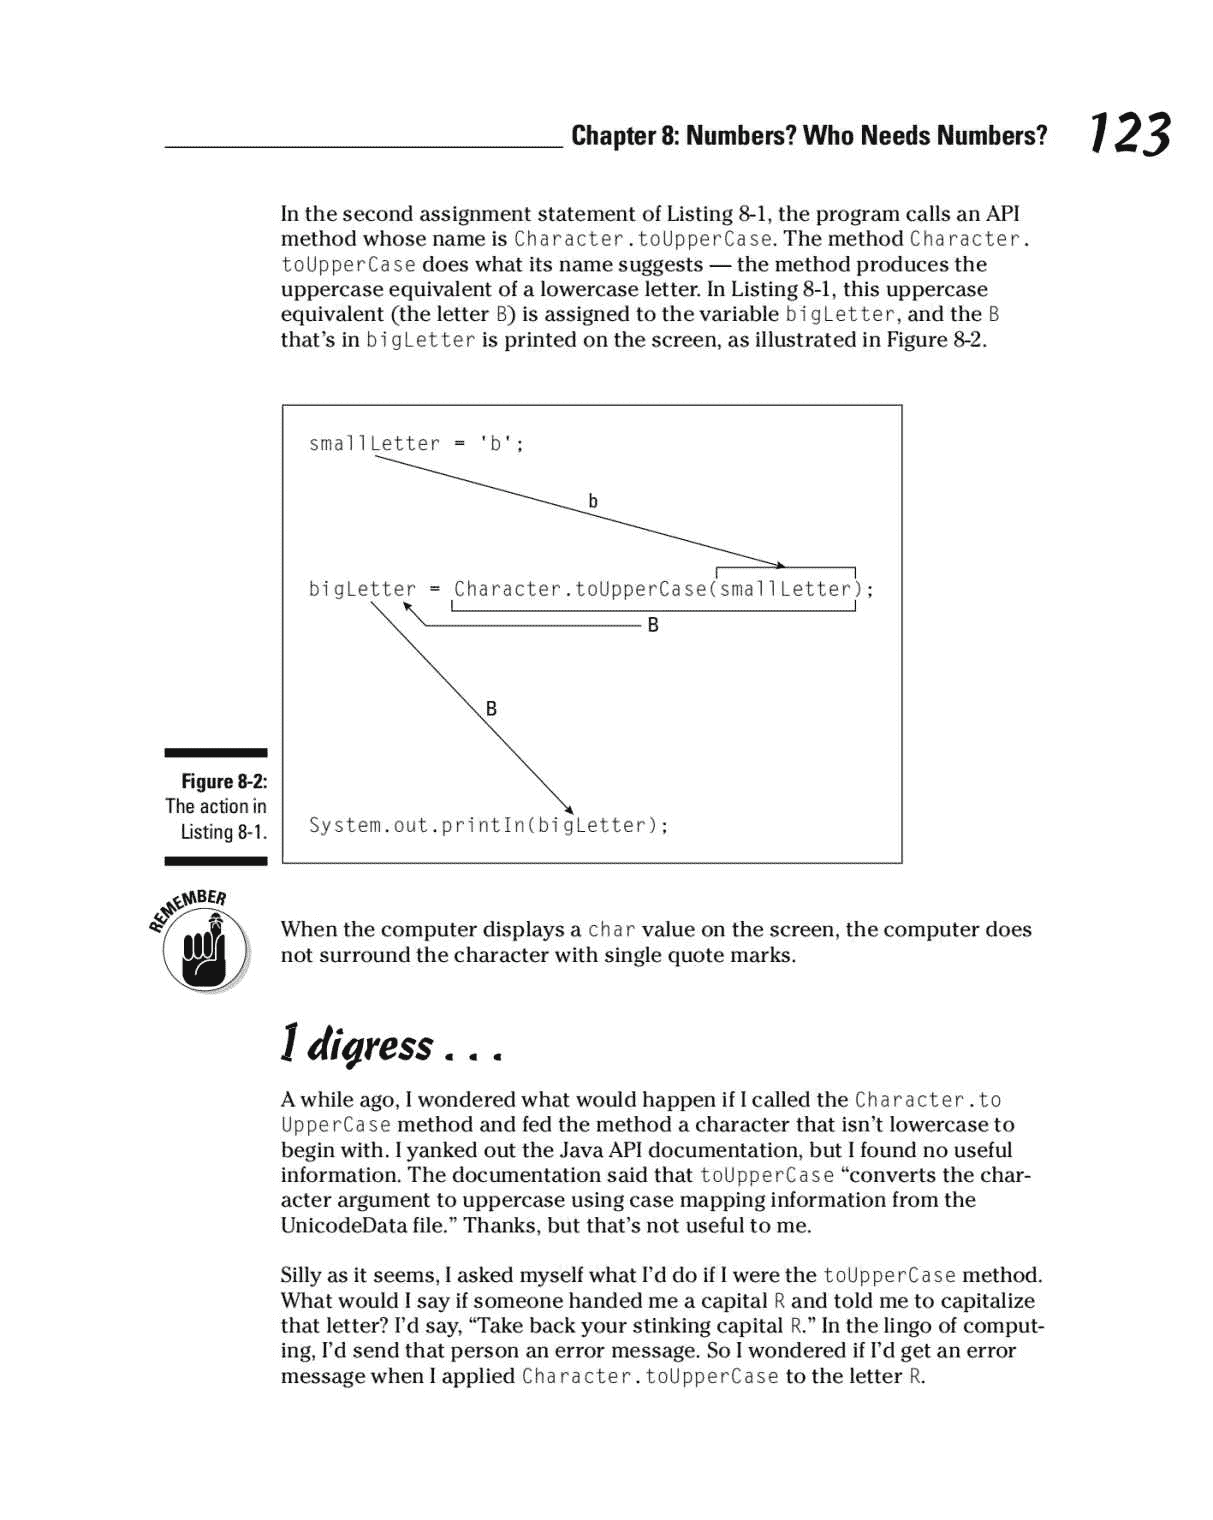 Chapter 8: Numbers? Who Needs Numbers? 123
In the second assignment statement of Listing 8-1, the program calls an API
method whose name is Character.toUpperCase. The method Character.
toUpperCase does what its name suggests — the method produces the
uppercase equivalent of a lowercase letter. In Listing 8-1, this uppercase
equivalent (the letter B) is assigned to the variable bigLetter, and the B
that's in bigLetter is printed on the screen, as illustrated in Figure 8-2.
smallLetter = 'b';
b
bigLetter = Character.toUpperCase(smallLetter);
B
B
System.out.printIn(bigLetter);
Figure 8-2:
The action in
Listing 8-1.
REMEMBER
When the computer displays a char value on the screen, the computer does
not surround the character with single quote marks.
I digress . . .
A while ago, I wondered what would happen if I called the Character.to
UpperCase method and fed the method a character that isn't lowercase to
begin with. I yanked out the Java API documentation, but I found no useful
information. The documentation said that toUpperCase “converts the char-
acter argument to uppercase using case mapping information from the
UnicodeData file.” Thanks, but that's not useful to me.
Silly as it seems, I asked myself what I'd do if I were the toUpperCase method.
What would I say if someone handed me a capital R and told me to capitalize
that letter? I'd say, “Take back your stinking capital R.” In the lingo of comput-
ing, I'd send that person an error message. So I wondered if I'd get an error
message when I applied Character.toUpperCase to the letter R.